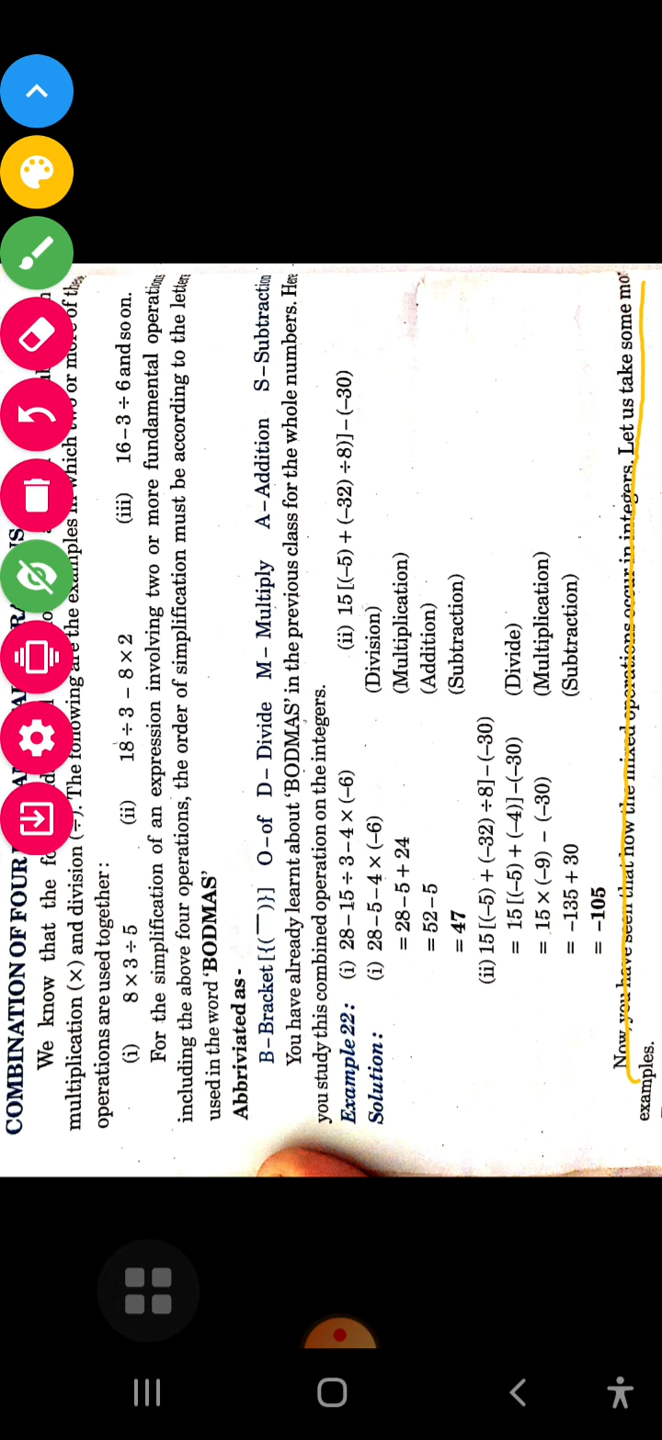 COMBINATION OF FOUR
We know that the
multiplication (×) and division (÷). The following are the examples in which two or more of these
operations are used together :
(i) 8 × 3 ÷ 5 (ii) 18 ÷ 3 – 8 × 2 (iii) 16 – 3 ÷ 6 and so on.
For the simplification of an expression involving two or more fundamental operations
including the above four operations, the order of simplification must be according to the letters
used in the word ‘BODMAS’
Abbriviated as -
B – Bracket [{(‾)}] O – of D – Divide M – Multiply A – Addition S – Subtraction
You have already learnt about ‘BODMAS’ in the previous class for the whole numbers. Here
you study this combined operation on the integers.
Example 22 : (i) 28 – 15 ÷ 3 – 4 × (–6) (ii) 15 [(–5) + (–32) ÷ 8)] – (–30)
Solution : (i) 28 – 5 – 4 × (–6) (Division)
= 28 – 5 + 24 (Multiplication)
= 52 – 5 (Addition)
= 47 (Subtraction)
(ii) 15 [(–5) + (–32) ÷ 8] – (–30)
= 15 [(–5) + (–4)] – (–30) (Divide)
= 15 × (–9) – (–30) (Multiplication)
= –135 + 30 (Subtraction)
= –105
Now, you have seen that how the mixed operations occur in integers. Let us take some
examples.